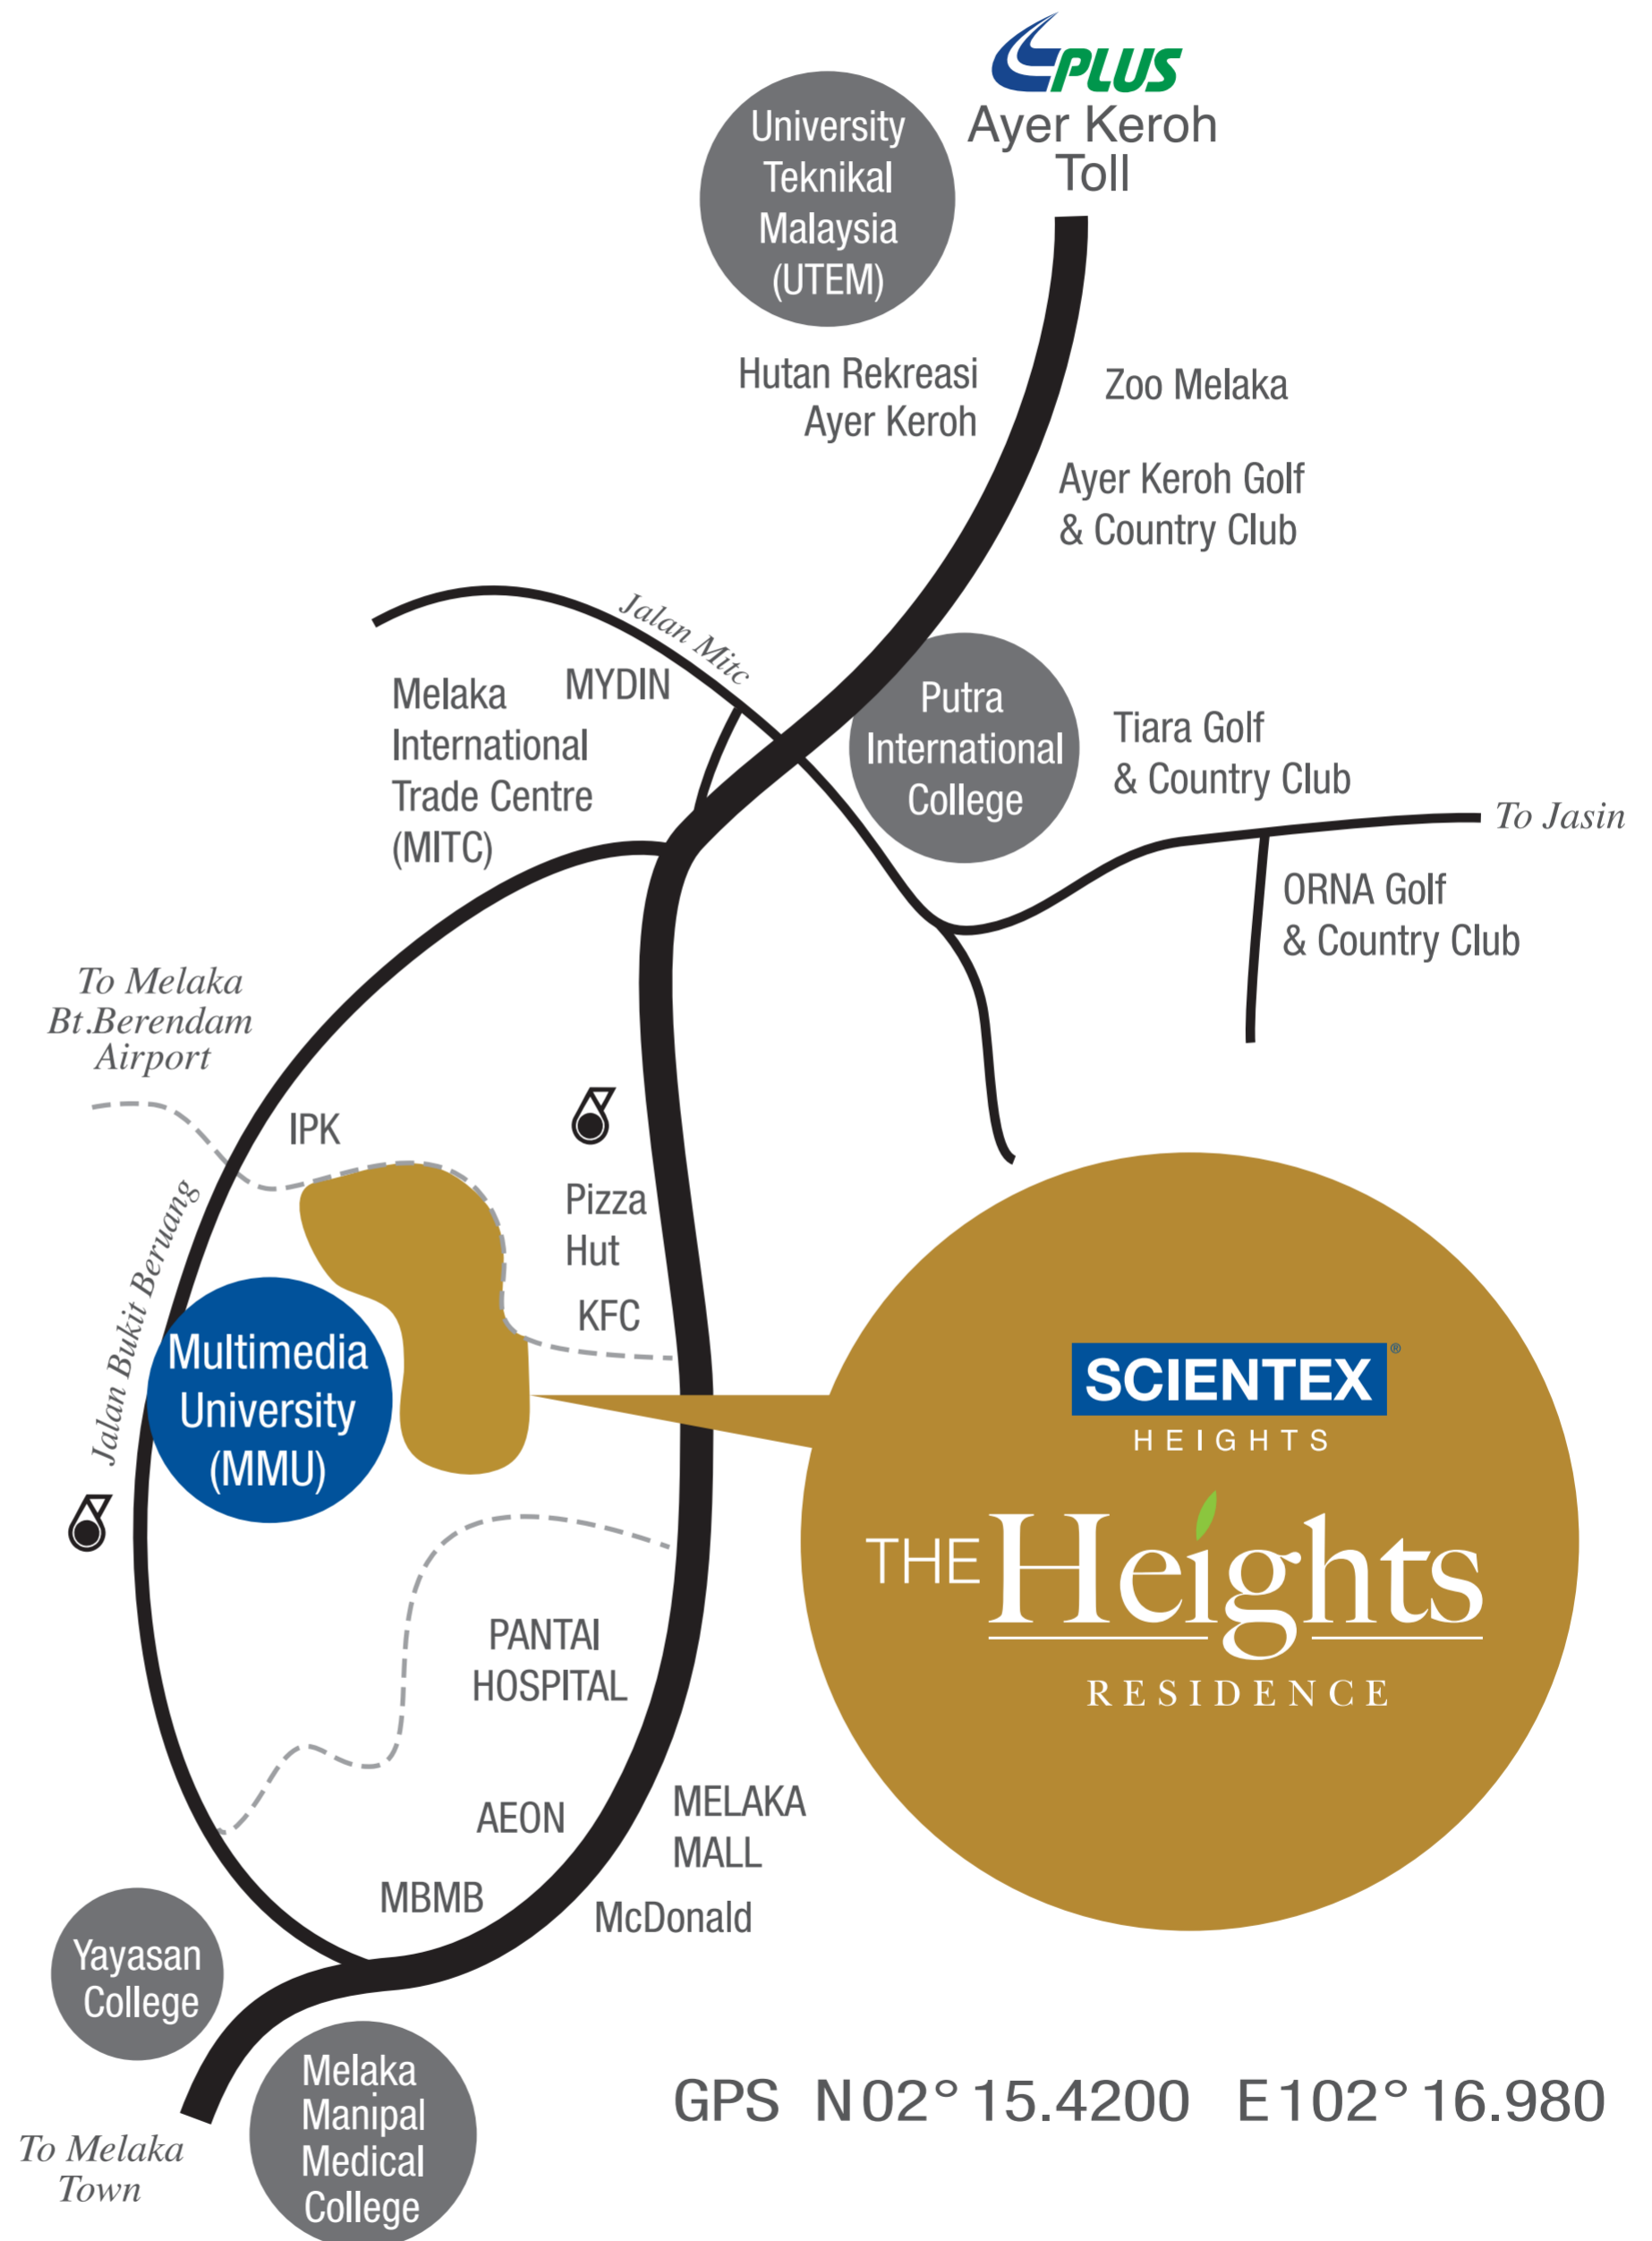 PLUS
Ayer Keroh
Toll
University
Teknikal
Malaysia
(UTEM)
Hutan Rekreasi
Ayer Keroh
Zoo Melaka
Ayer Keroh Golf
& Country Club
Jalan Mitc
MYDIN
Melaka
International
Trade Centre
(MITC)
Putra
International
College
Tiara Golf
& Country Club
To Jasin
ORNA Golf
& Country Club
To Melaka
Bt.Berendam
Airport
IPK
Pizza
Hut
KFC
Jalan Bukit Beruang
Multimedia
University
(MMU)
SCIENTEX®
HEIGHTS
THE Heights
RESIDENCE
PANTAI
HOSPITAL
AEON
MELAKA
MALL
MBMB
McDonald
Yayasan
College
Melaka
Manipal
Medical
College
To Melaka
Town
GPS N02° 15.4200 E102° 16.980